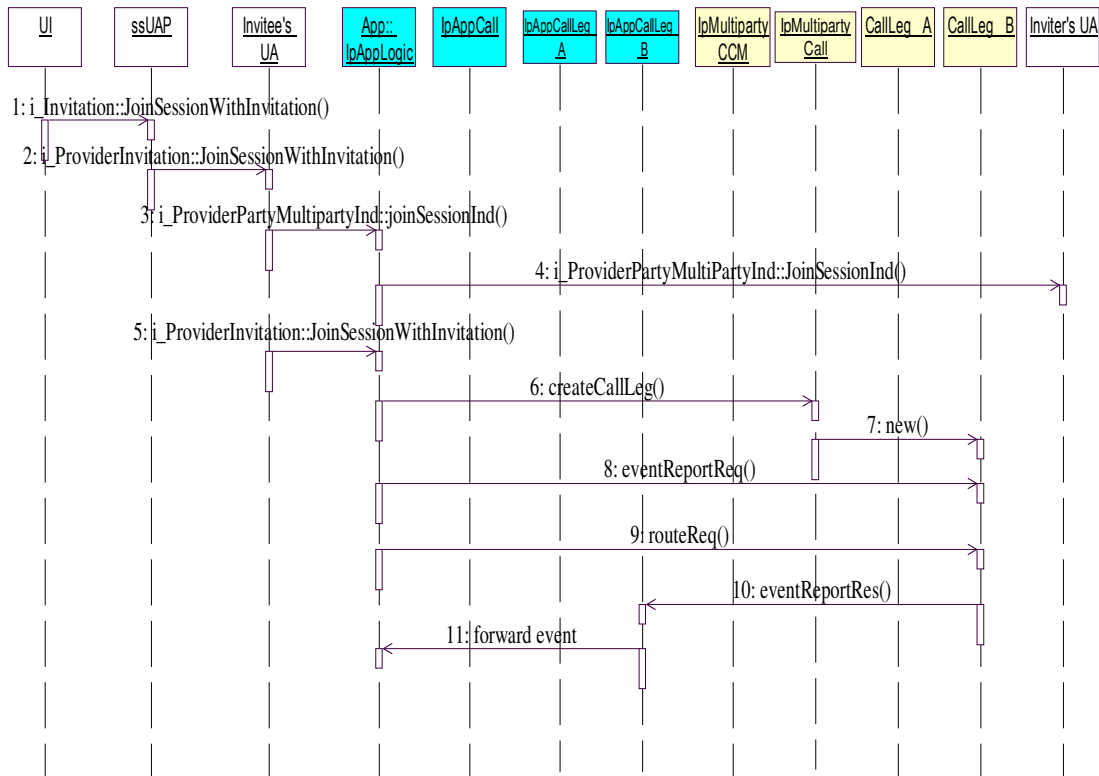 UI
ssUAP
Invitee's
UA
App::
IpAppLogic
IpAppCall
IpAppCallLeg
A
IpAppCallLeg
B
IpMultiparty
CCM
IpMultiparty
Call
CallLeg A
CallLeg B
Inviter's UA
1: i_Invitation::JoinSessionWithInvitation()
2: i_ProviderInvitation::JoinSessionWithInvitation()
3: i_ProviderPartyMultipartyInd::joinSessionInd()
4: i_ProviderPartyMultiPartyInd::JoinSessionInd()
5: i_ProviderInvitation::JoinSessionWithInvitation()
6: createCallLeg()
7: new()
8: eventReportReq()
9: routeReq()
10: eventReportRes()
11: forward event